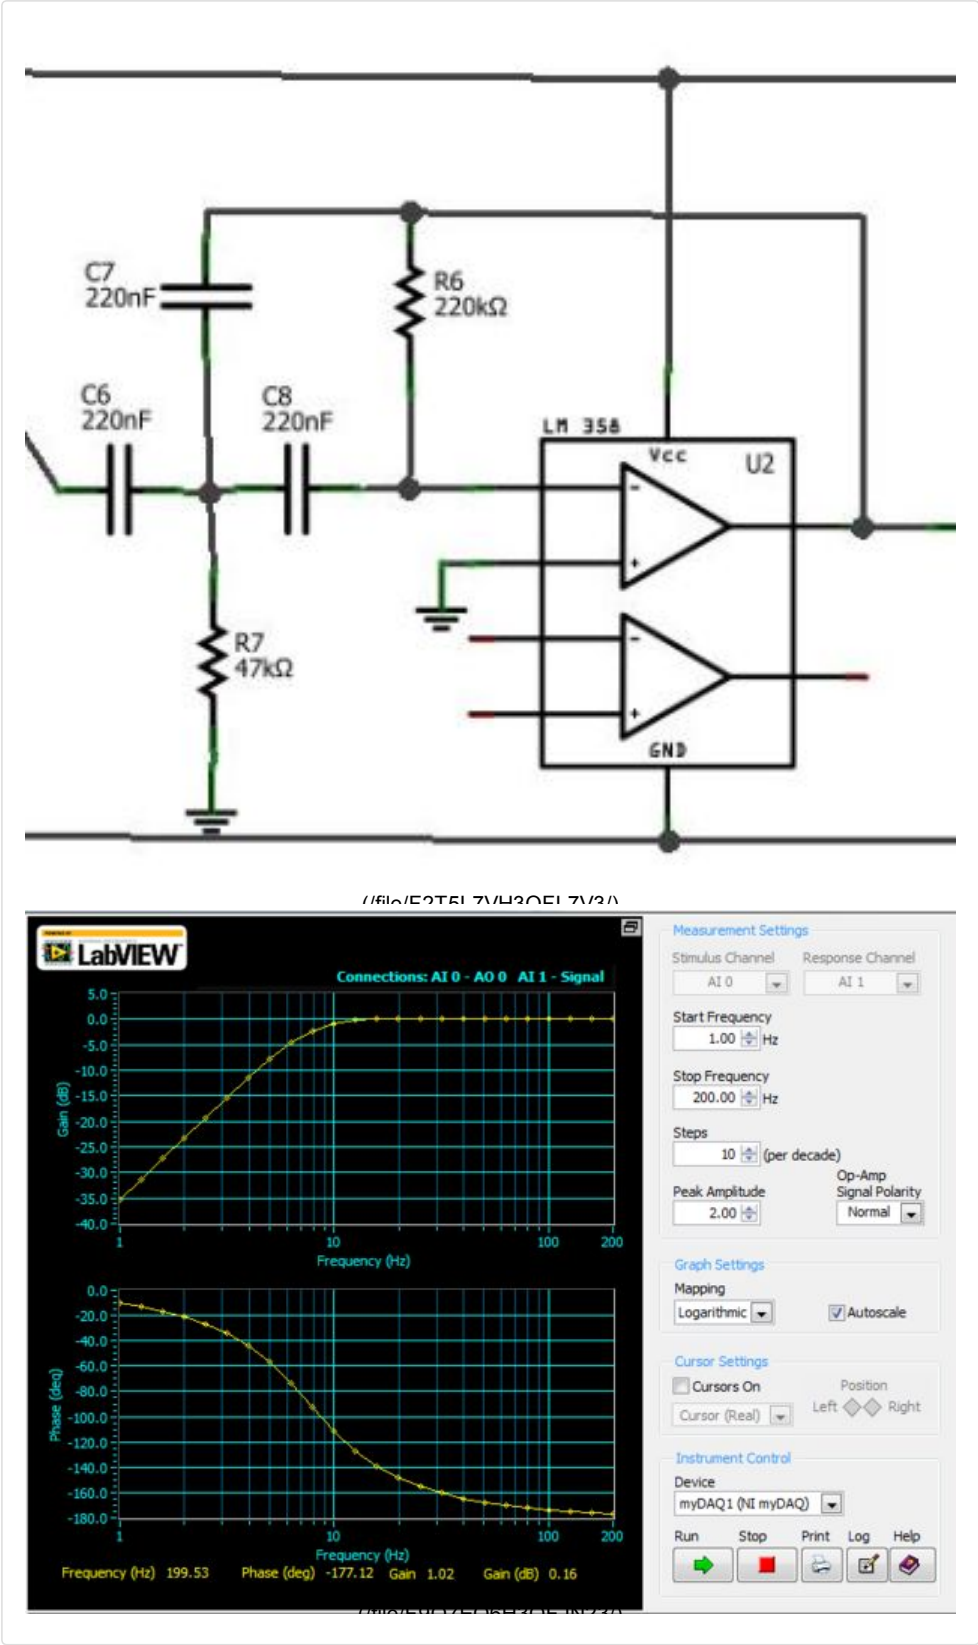 C7
220nF
R6
220kΩ
C6
220nF
C8
220nF
LM 358
Vcc
U2
-
+
R7
47kΩ
-
+
GND
LabVIEW
Connections: AI 0 - AO 0 AI 1 - Signal
5.0
0.0
-5.0
-10.0
-15.0
-20.0
-25.0
-30.0
-35.0
-40.0
Gain (dB)
1 10 100 200
Frequency (Hz)
0.0
-20.0
-40.0
-60.0
-80.0
-100.0
-120.0
-140.0
-160.0
-180.0
Phase (deg)
1 10 100 200
Frequency (Hz)
Frequency (Hz) 199.53 Phase (deg) -177.12 Gain 1.02 Gain (dB) 0.16
Measurement Settings
Stimulus Channel Response Channel
AI 0 AI 1
Start Frequency
1.00 Hz
Stop Frequency
200.00 Hz
Steps
10 (per decade)
Op-Amp
Peak Amplitude Signal Polarity
2.00 Normal
Graph Settings
Mapping
Logarithmic Autoscale
Cursor Settings
Cursors On Position
Cursor (Real) Left Right
Instrument Control
Device
myDAQ1 (NI myDAQ)
Run Stop Print Log Help